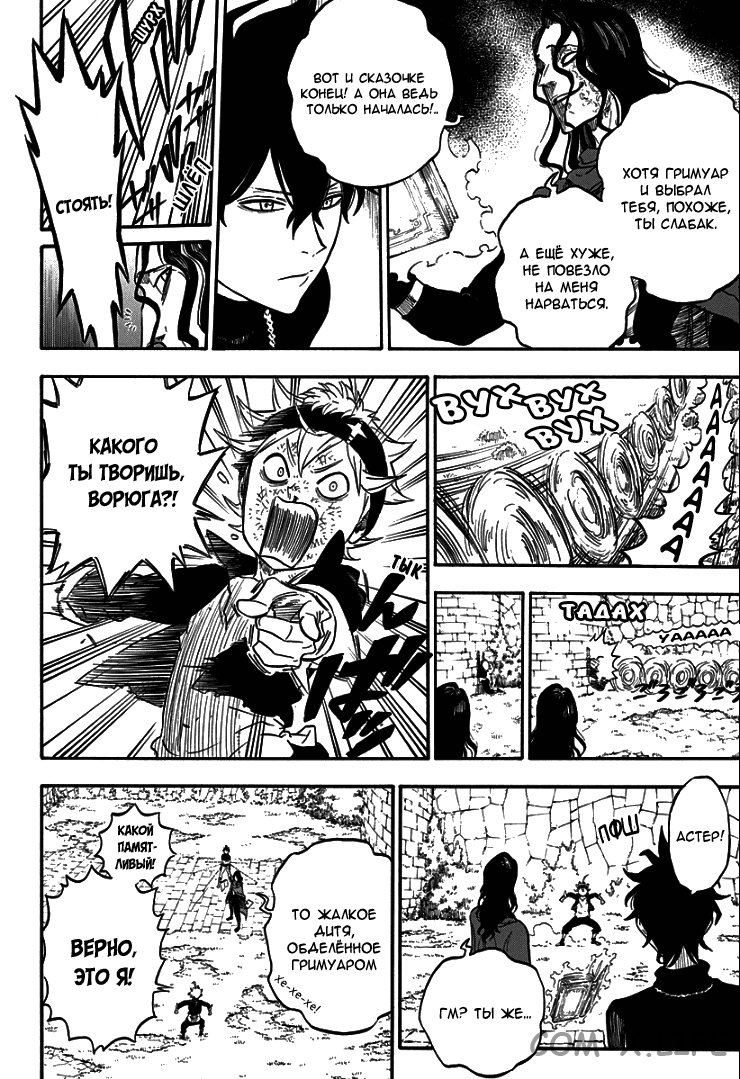 ВОТ И СКАЗОЧКЕ
КОНЕЦ! А ОНА ВЕДЬ
ТОЛЬКО НАЧАЛАСЬ!..
ХОТЯ ГРИМУАР
И ВЫБРАЛ
ТЕБЯ, ПОХОЖЕ,
ТЫ СЛАБАК.
А ЕЩЁ ХУЖЕ,
НЕ ПОВЕЗЛО
НА МЕНЯ
НАРВАТЬСЯ.
ШУРХ
ШЛЁП
СТОЯТЬ!
ВУХ
ВУХ
ВУХ
ААААААА
КАКОГО
ТЫ ТВОРИШЬ,
ВОРЮГА?!
ТЫК
ТАДАХ
УААААА
АСТЕР!
ПФШ
ГМ? ТЫ ЖЕ...
ТО ЖАЛКОЕ
ДИТЯ,
ОБДЕЛЁННОЕ
ГРИМУАРОМ
ХЕ-ХЕ-ХЕ!
КАКОЙ
ПАМЯТ-
ЛИВЫЙ!
ВЕРНО,
ЭТО Я!